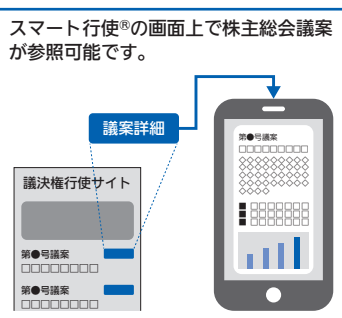 スマート行使®の画面上で株主総会議案
が参照可能です。
議案詳細
議決権行使サイト
第●号議案
□□□□□□□□
第●号議案
□□□□□□□□
第●号議案
□□□□□□□□□
◇◇◇◇◇◇◇◇◇◇
◇◇◇◇◇◇◇◇◇◇
◇◇◇◇◇◇◇◇◇◇
◇◇◇◇
■ □□□□□□□□
■ □□□□□□□□
■ □□□□□□□□